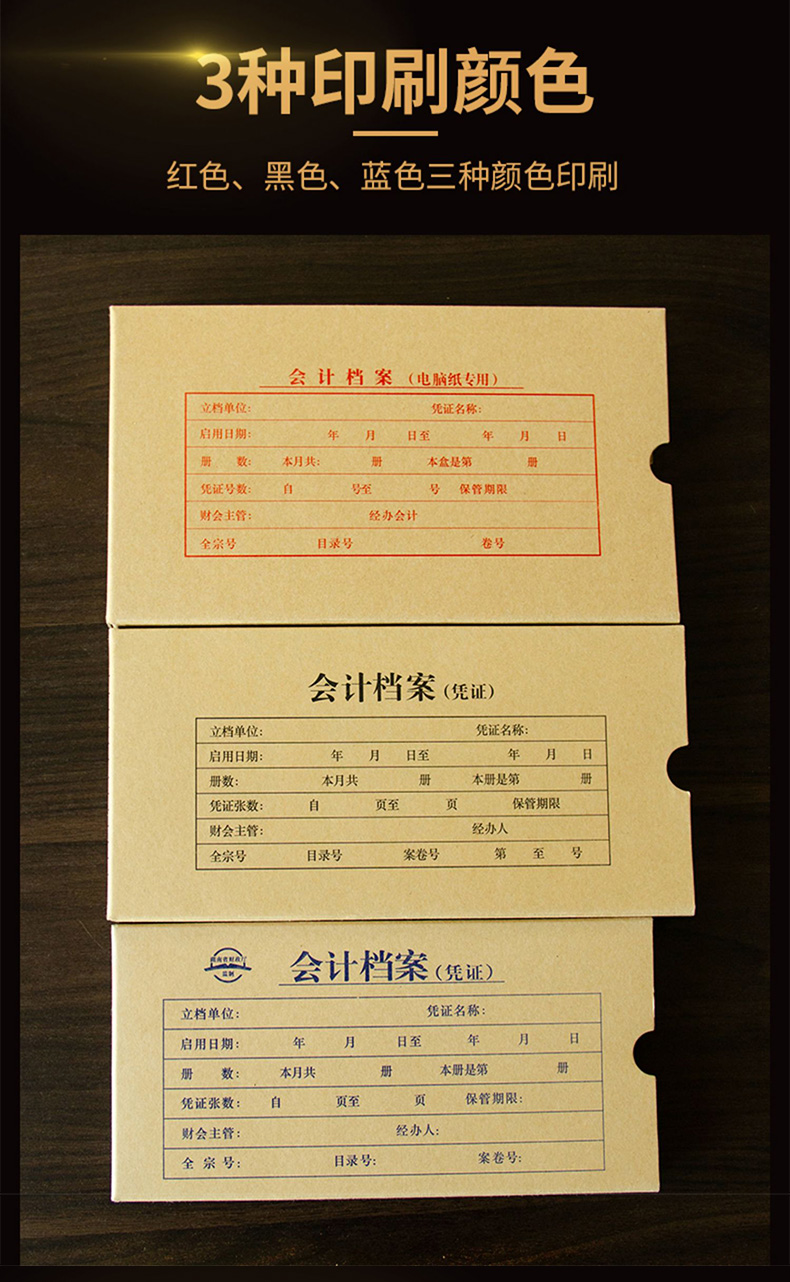 3种印刷颜色
红色、黑色、蓝色三种颜色印刷
会计档案（电脑纸专用）
立档单位: 凭证名称:
启用日期: 年 月 日至 年 月 日
册 数: 本月共: 册 本盒是第 册
凭证号数: 自 号至 号 保管期限
财会主管: 经办会计
全宗号 目录号 卷号
会计档案（凭证）
立档单位: 凭证名称:
启用日期: 年 月 日至 年 月 日
册数: 本月共 册 本册是第 册
凭证张数: 自 页至 页 保管期限
财会主管: 经办人
全宗号 目录号 案卷号 第 至 号
监制
会计档案（凭证）
立档单位: 凭证名称:
启用日期: 年 月 日至 年 月 日
册 数: 本月共 册 本册是第 册
凭证张数: 自 页至 页 保管期限:
财会主管: 经办人:
全 宗 号: 目录号: 案卷号: